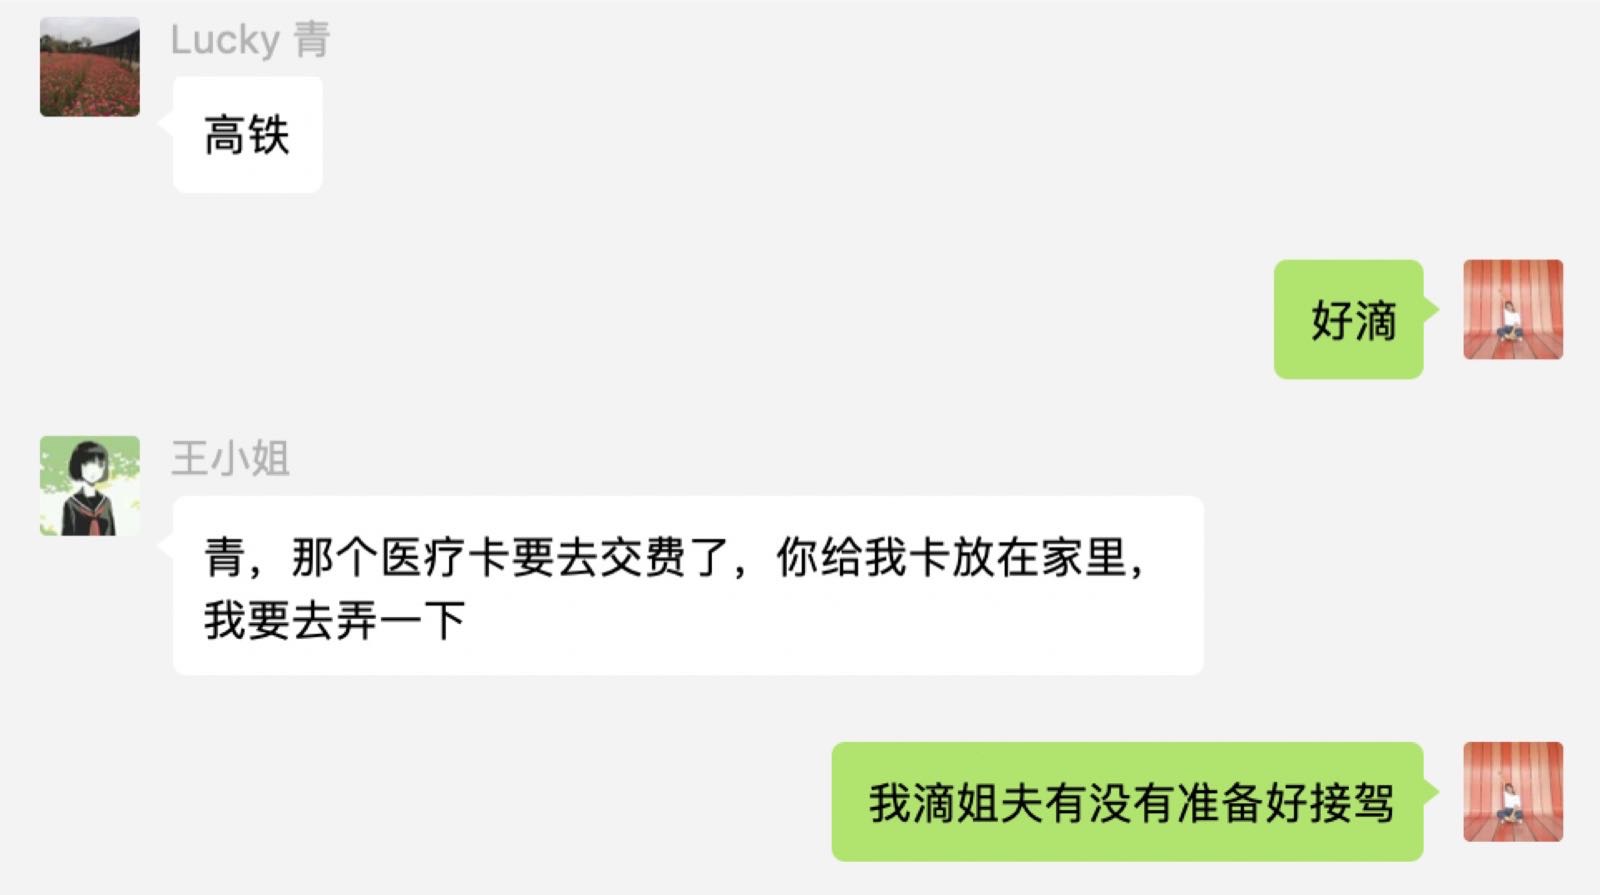 Lucky 青
高铁
好滴
王小姐
青，那个医疗卡要去交费了，你给我卡放在家里，
我要去弄一下
我滴姐夫有没有准备好接驾